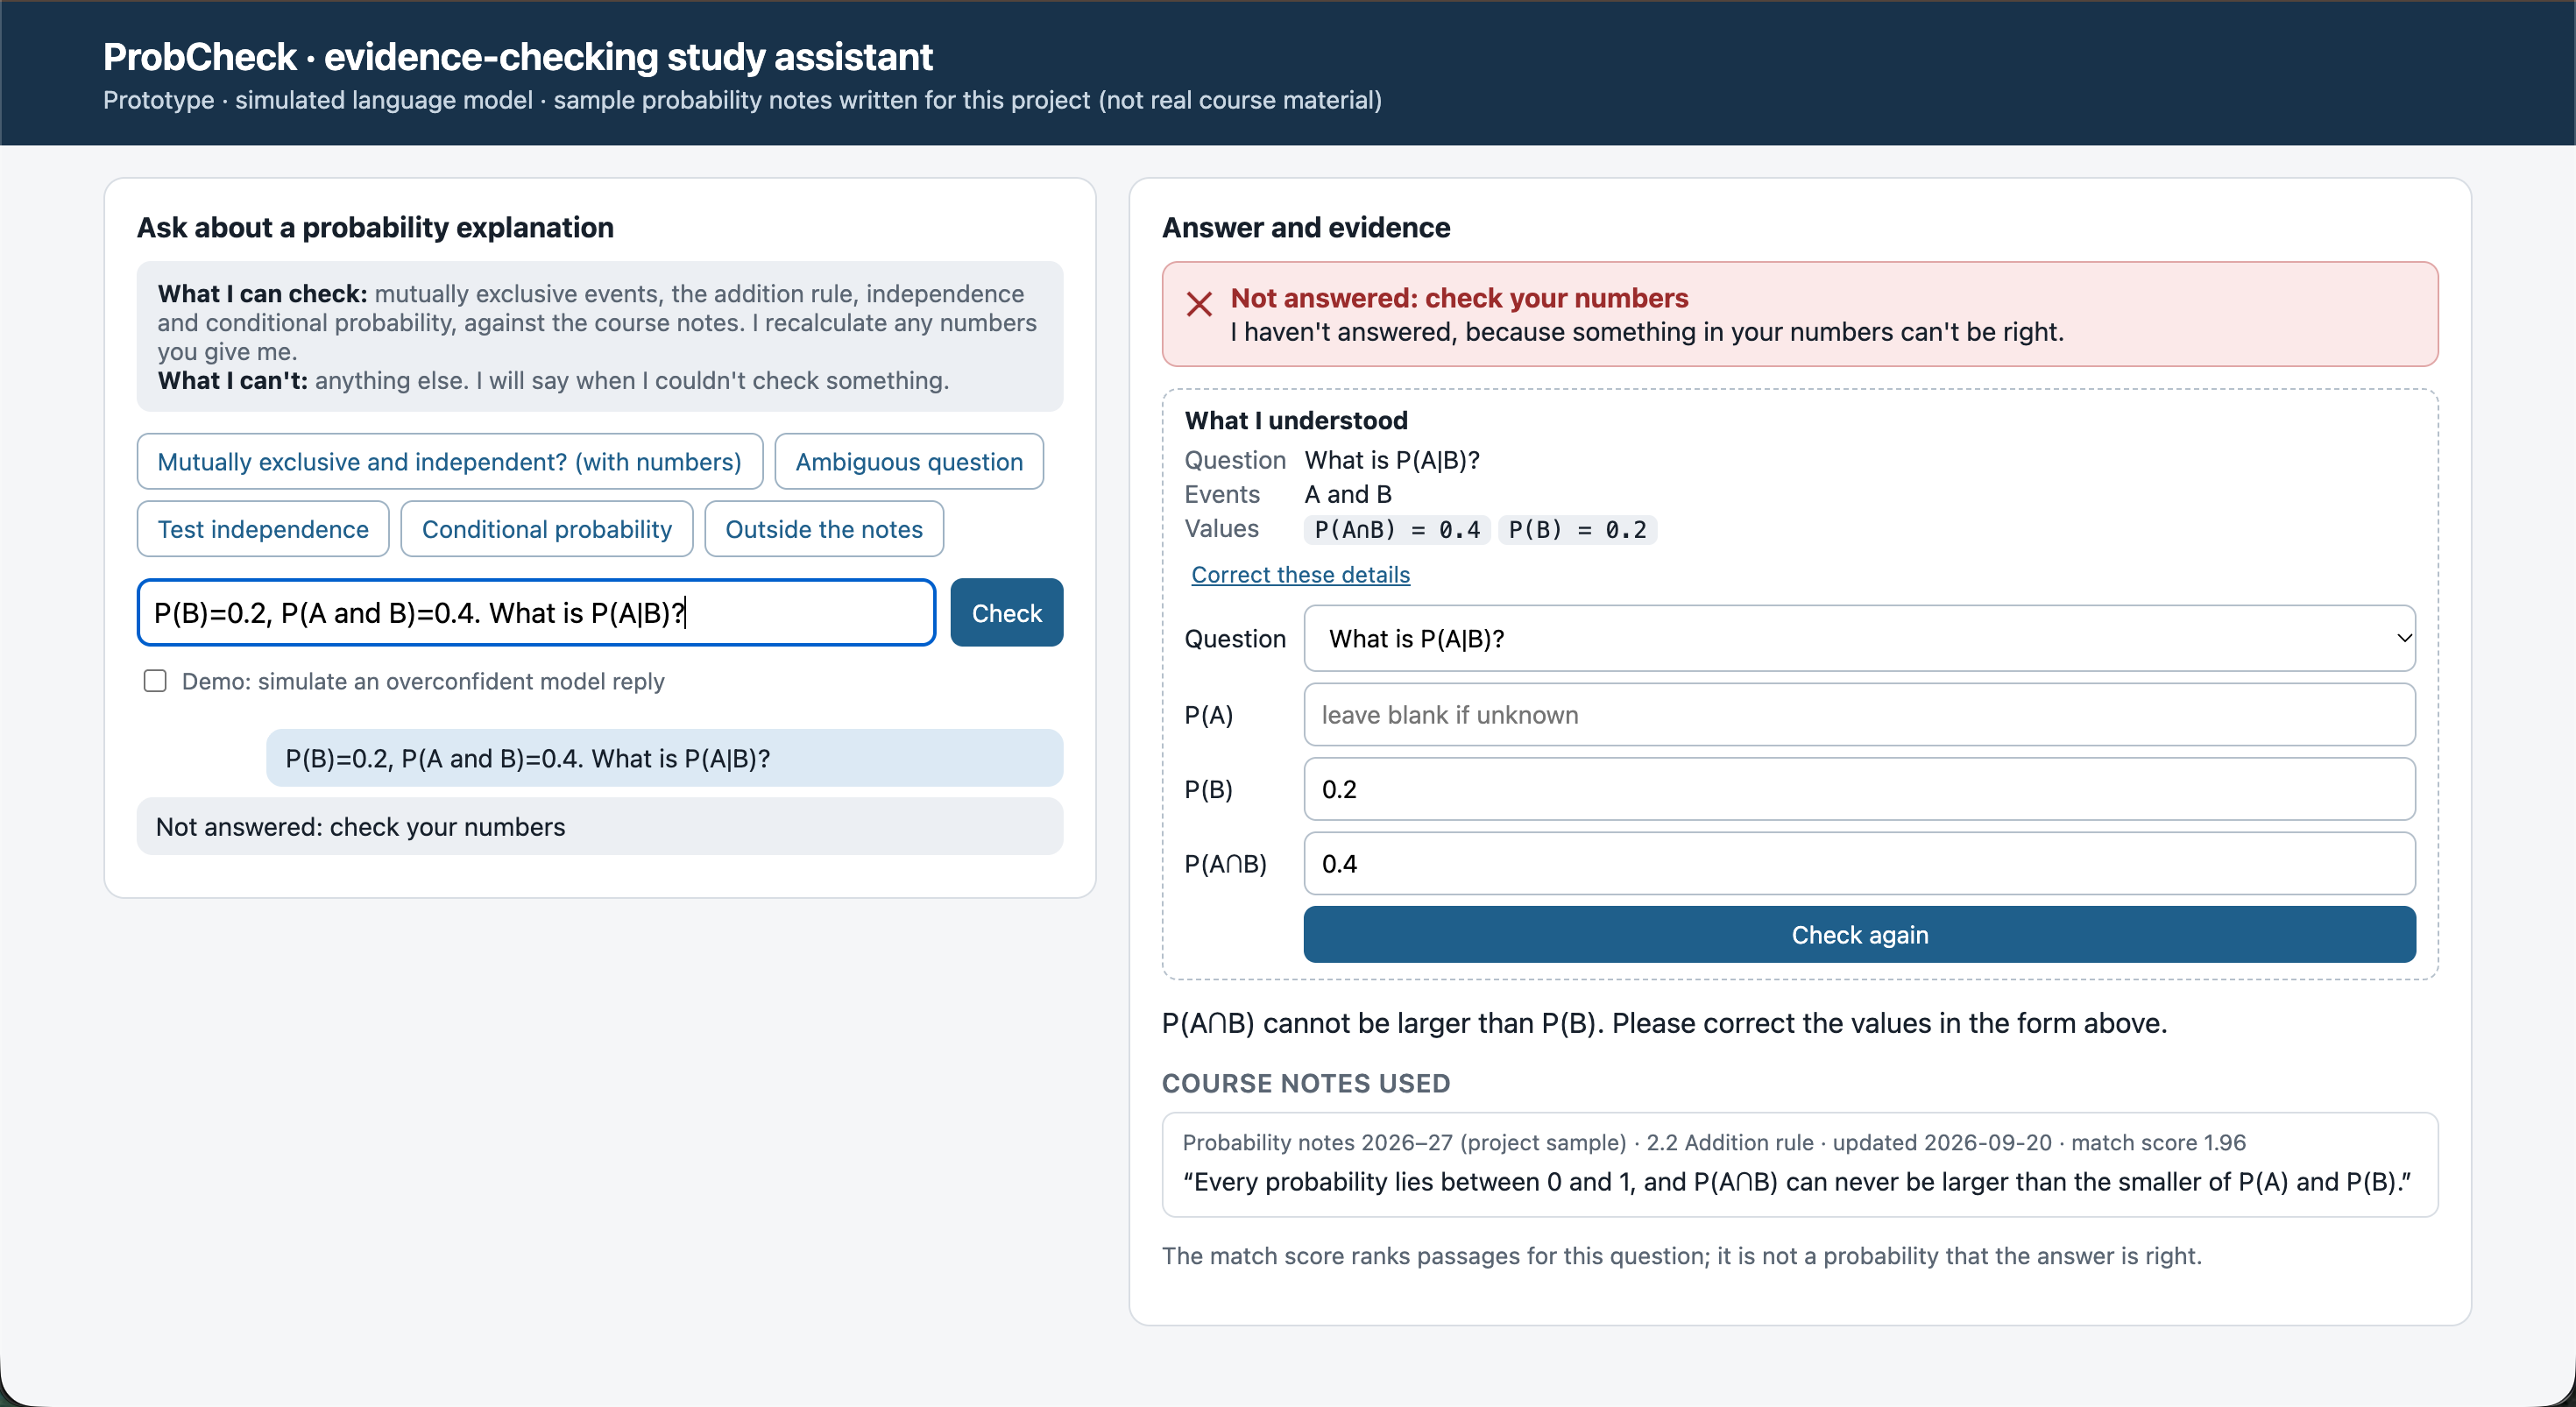 ProbCheck · evidence-checking study assistant
Prototype · simulated language model · sample probability notes written for this project (not real course material)
Ask about a probability explanation
What I can check: mutually exclusive events, the addition rule, independence
and conditional probability, against the course notes. I recalculate any numbers
you give me.
What I can't: anything else. I will say when I couldn't check something.
Mutually exclusive and independent? (with numbers)
Ambiguous question
Test independence
Conditional probability
Outside the notes
P(B)=0.2, P(A and B)=0.4. What is P(A|B)?
Check
Demo: simulate an overconfident model reply
P(B)=0.2, P(A and B)=0.4. What is P(A|B)?
Not answered: check your numbers
Answer and evidence
Not answered: check your numbers
I haven't answered, because something in your numbers can't be right.
What I understood
Question What is P(A|B)?
Events A and B
Values P(A∩B) = 0.4 P(B) = 0.2
Correct these details
Question What is P(A|B)?
P(A) leave blank if unknown
P(B) 0.2
P(A∩B) 0.4
Check again
P(A∩B) cannot be larger than P(B). Please correct the values in the form above.
COURSE NOTES USED
Probability notes 2026–27 (project sample) · 2.2 Addition rule · updated 2026-09-20 · match score 1.96
“Every probability lies between 0 and 1, and P(A∩B) can never be larger than the smaller of P(A) and P(B).”
The match score ranks passages for this question; it is not a probability that the answer is right.